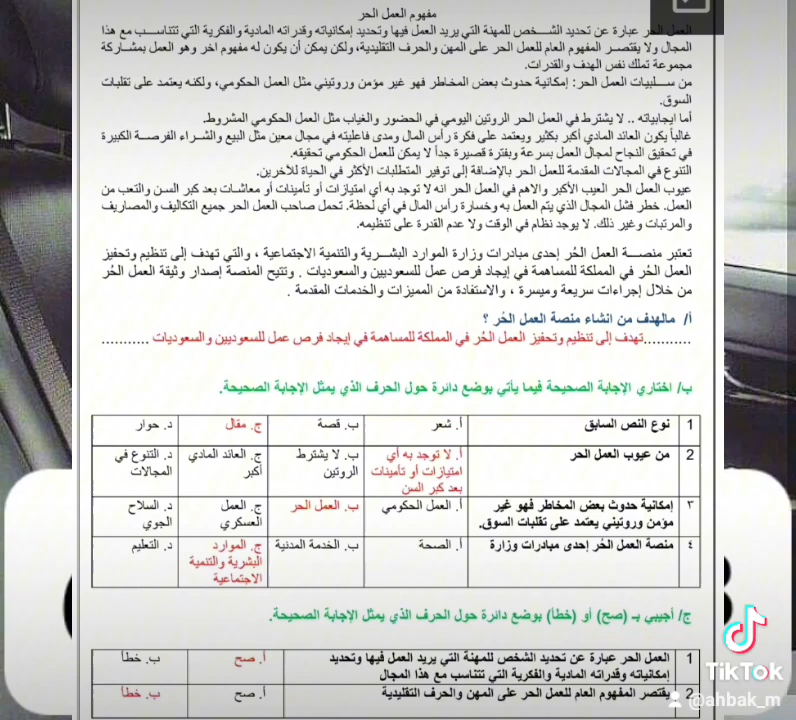 مفهوم العمل الحر
العمل الحر عبارة عن تحديد الشخص للمهنة التي يريد العمل فيها وتحديد إمكانياته وقدراته المادية والفكرية التي تتناسب مع هذا
المجال ولا يقتصر المفهوم العام للعمل الحر على المهن والحرف التقليدية، ولكن يمكن أن يكون له مفهوم اخر وهو العمل بمشاركة
مجموعة تملك نفس الهدف والقدرات.
من سلبيات العمل الحر: إمكانية حدوث بعض المخاطر فهو غير مؤمن وروتيني مثل العمل الحكومي، ولكنه يعتمد على تقلبات
السوق.
أما ايجابياته .. لا يشترط في العمل الحر الروتين اليومي في الحضور والغياب مثل العمل الحكومي المشروط.
غالباً يكون العائد المادي أكبر بكثير ويعتمد على فكرة رأس المال ومدى فاعليته في مجال معين مثل البيع والشراء الفرصة الكبيرة
في تحقيق النجاح لمجال العمل بسرعة وبفترة قصيرة جداً لا يمكن للعمل الحكومي تحقيقه.
التنوع في المجالات المقدمة للعمل الحر بالإضافة إلى توفير المتطلبات الأكثر في الحياة للآخرين.
عيوب العمل الحر العيب الأكبر والاهم في العمل الحر انه لا توجد به أي امتيازات أو تأمينات أو معاشات بعد كبر السن والتعب من
العمل. خطر فشل المجال الذي يتم العمل به وخسارة رأس المال في أي لحظة. تحمل صاحب العمل الحر جميع التكاليف والمصاريف
والمرتبات وغير ذلك. لا يوجد نظام في الوقت ولا عدم القدرة على تنظيمه.
تعتبر منصة العمل الحُر إحدى مبادرات وزارة الموارد البشرية والتنمية الاجتماعية ، والتي تهدف إلى تنظيم وتحفيز
العمل الحُر في المملكة للمساهمة في إيجاد فرص عمل للسعوديين والسعوديات . وتتيح المنصة إصدار وثيقة العمل الحُر
من خلال إجراءات سريعة وميسرة ، والاستفادة من المميزات والخدمات المقدمة .
أ/ مالهدف من انشاء منصة العمل الحُر ؟
...........تهدف إلى تنظيم وتحفيز العمل الحُر في المملكة للمساهمة في إيجاد فرص عمل للسعوديين والسعوديات ...........
ب/ اختاري الإجابة الصحيحة فيما يأتي بوضع دائرة حول الحرف الذي يمثل الإجابة الصحيحة.
1 نوع النص السابق أ. شعر ب. قصة ج. مقال د. حوار
2 من عيوب العمل الحر أ. لا توجد به أي ب. لا يشترط ج. العائد المادي د. التنوع في
امتيازات أو تأمينات الروتين أكبر المجالات
بعد كبر السن
٣ إمكانية حدوث بعض المخاطر فهو غير أ. العمل الحكومي ب. العمل الحر ج. العمل د. السلاح
مؤمن وروتيني يعتمد على تقلبات السوق. العسكري الجوي
٤ منصة العمل الحُر إحدى مبادرات وزارة أ. الصحة ب. الخدمة المدنية ج. الموارد د. التعليم
البشرية والتنمية
الاجتماعية
ج/ أجيبي بـ (صح) أو (خطأ) بوضع دائرة حول الحرف الذي يمثل الإجابة الصحيحة.
1 العمل الحر عبارة عن تحديد الشخص للمهنة التي يريد العمل فيها وتحديد أ. صح ب. خطأ
إمكانياته وقدراته المادية والفكرية التي تتناسب مع هذا المجال
2 يقتصر المفهوم العام للعمل الحر على المهن والحرف التقليدية أ. صح ب. خطأ
TikTok
@ahbak_m